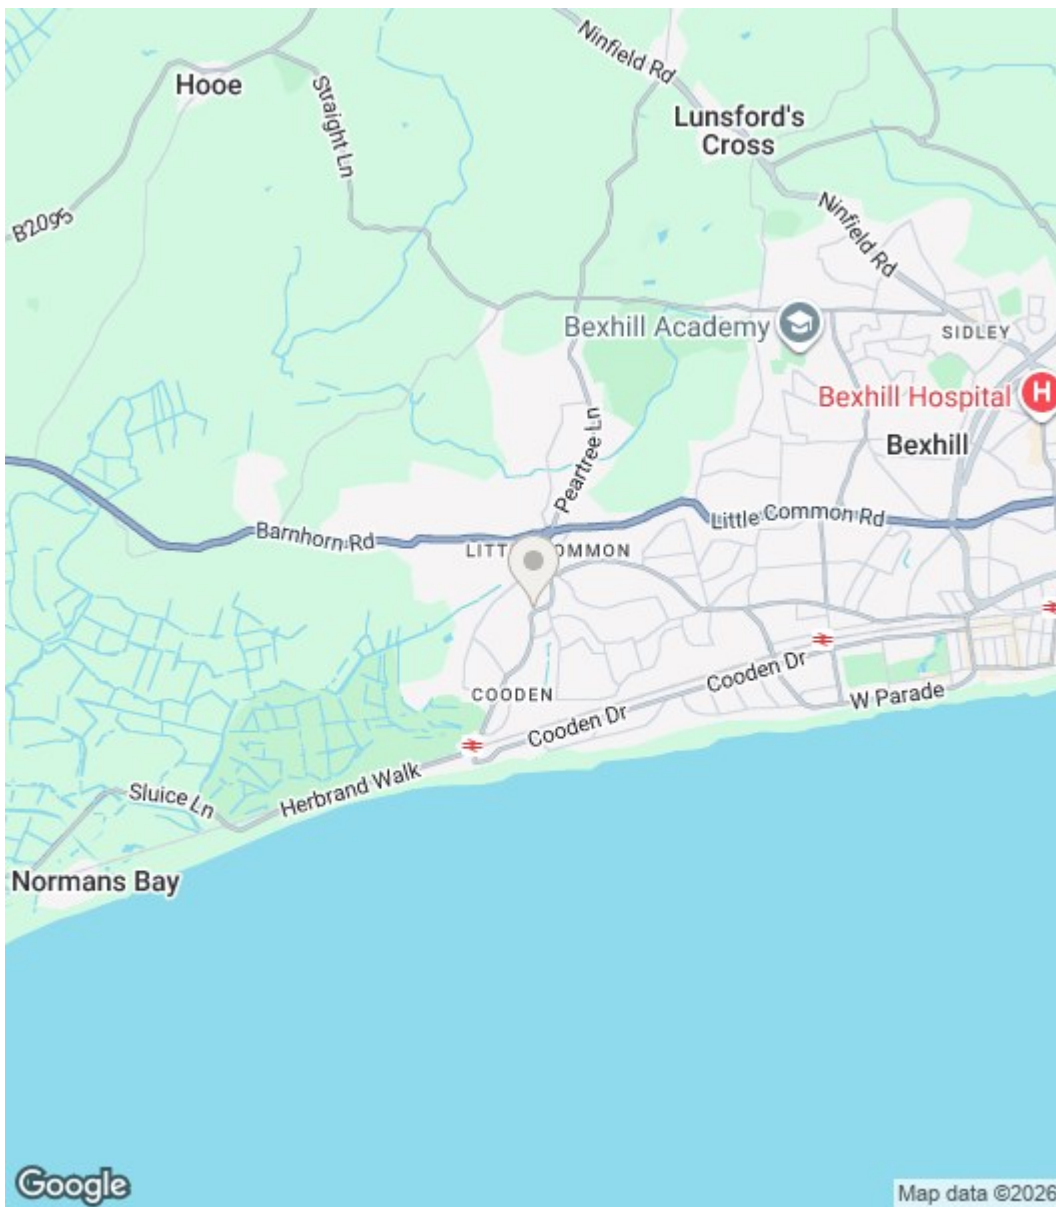 Ninfield Rd
Hooe
Straight Ln
Lunsford's
Cross
B2095
Ninfield Rd
Bexhill Academy
SIDLEY
Bexhill Hospital
H
Bexhill
Peartree Ln
Little Common Rd
Barnhorn Rd
LITT OMMON
COODEN
Cooden Dr
W Parade
Cooden Dr
Herbrand Walk
Sluice Ln
Normans Bay
Google
Map data ©2026